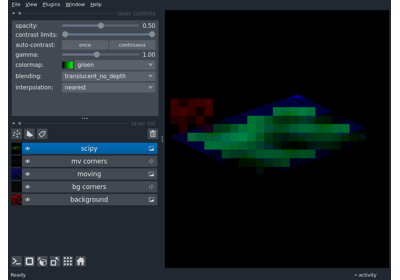 File View Plugins Window Help
layer controls
opacity: 0.50
contrast limits:
auto-contrast: once continuous
gamma: 1.00
colormap: green
blending: translucent_no_depth
interpolation: nearest
layer list
scipy
mv corners
moving
bg corners
background
Ready
activity